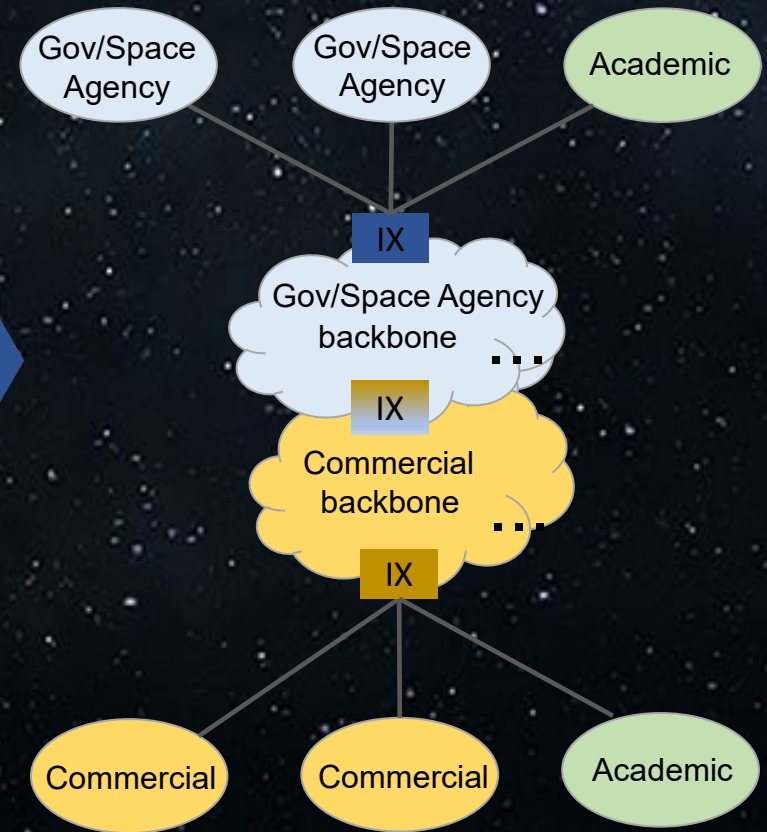 Gov/Space
Agency
Gov/Space
Agency
Academic
IX
Gov/Space Agency
backbone
...
IX
Commercial
backbone
...
IX
Commercial
Commercial
Academic